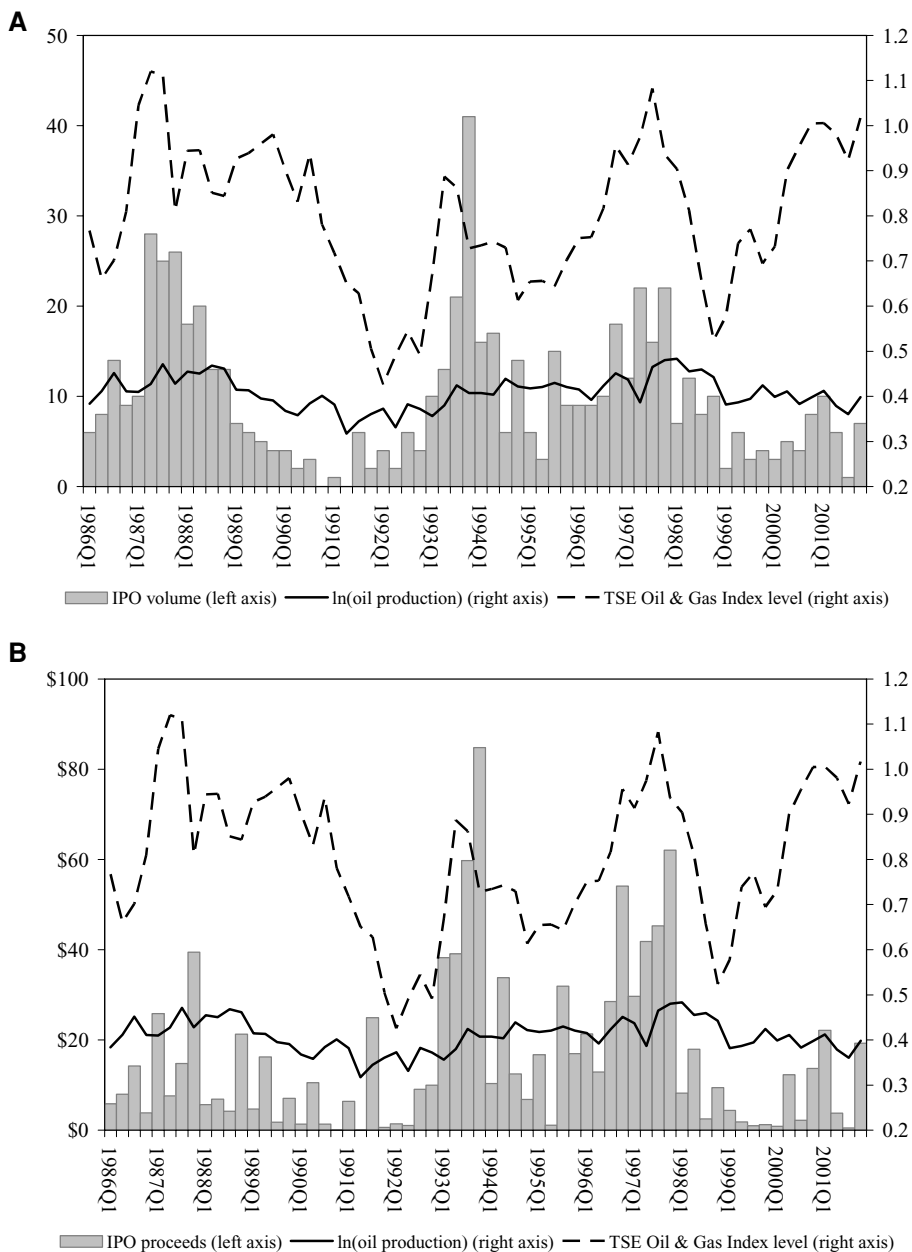 A
50
40
30
20
10
0
1.2
1.1
1.0
0.9
0.8
0.7
0.6
0.5
0.4
0.3
0.2
1986Q1
1987Q1
1988Q1
1989Q1
1990Q1
1991Q1
1992Q1
1993Q1
1994Q1
1995Q1
1996Q1
1997Q1
1998Q1
1999Q1
2000Q1
2001Q1
IPO volume (left axis) ln(oil production) (right axis) TSE Oil & Gas Index level (right axis)
B
$100
$80
$60
$40
$20
$0
1.2
1.1
1.0
0.9
0.8
0.7
0.6
0.5
0.4
0.3
0.2
1986Q1
1987Q1
1988Q1
1989Q1
1990Q1
1991Q1
1992Q1
1993Q1
1994Q1
1995Q1
1996Q1
1997Q1
1998Q1
1999Q1
2000Q1
2001Q1
IPO proceeds (left axis) ln(oil production) (right axis) TSE Oil & Gas Index level (right axis)